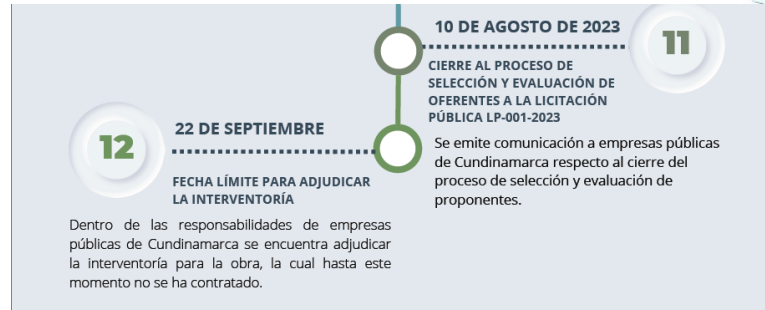 10 DE AGOSTO DE 2023
11
CIERRE AL PROCESO DE
SELECCIÓN Y EVALUACIÓN DE
OFERENTES A LA LICITACIÓN
PÚBLICA LP-001-2023
Se emite comunicación a empresas públicas
de Cundinamarca respecto al cierre del
proceso de selección y evaluación de
proponentes.
12
22 DE SEPTIEMBRE
FECHA LÍMITE PARA ADJUDICAR
LA INTERVENTORÍA
Dentro de las responsabilidades de empresas
públicas de Cundinamarca se encuentra adjudicar
la interventoría para la obra, la cual hasta este
momento no se ha contratado.